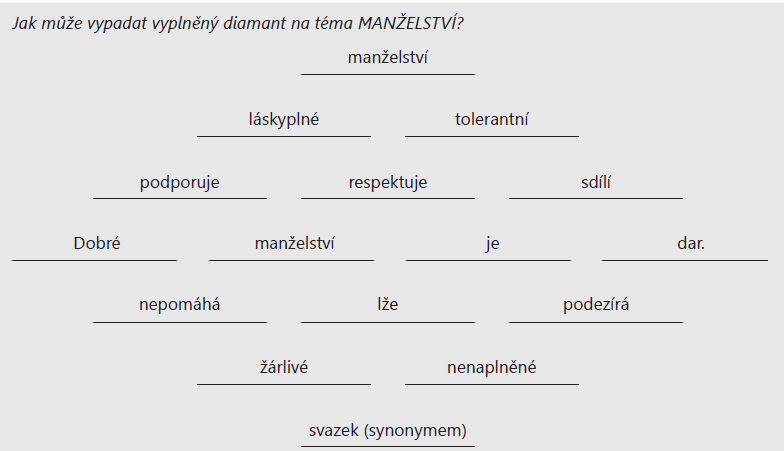 Jak může vypadat vyplněný diamant na téma MANŽELSTVÍ?
manželství
láskyplné tolerantní
podporuje respektuje sdílí
Dobré manželství je dar.
nepomáhá lže podezírá
žárlivé nenaplněné
svazek (synonymem)